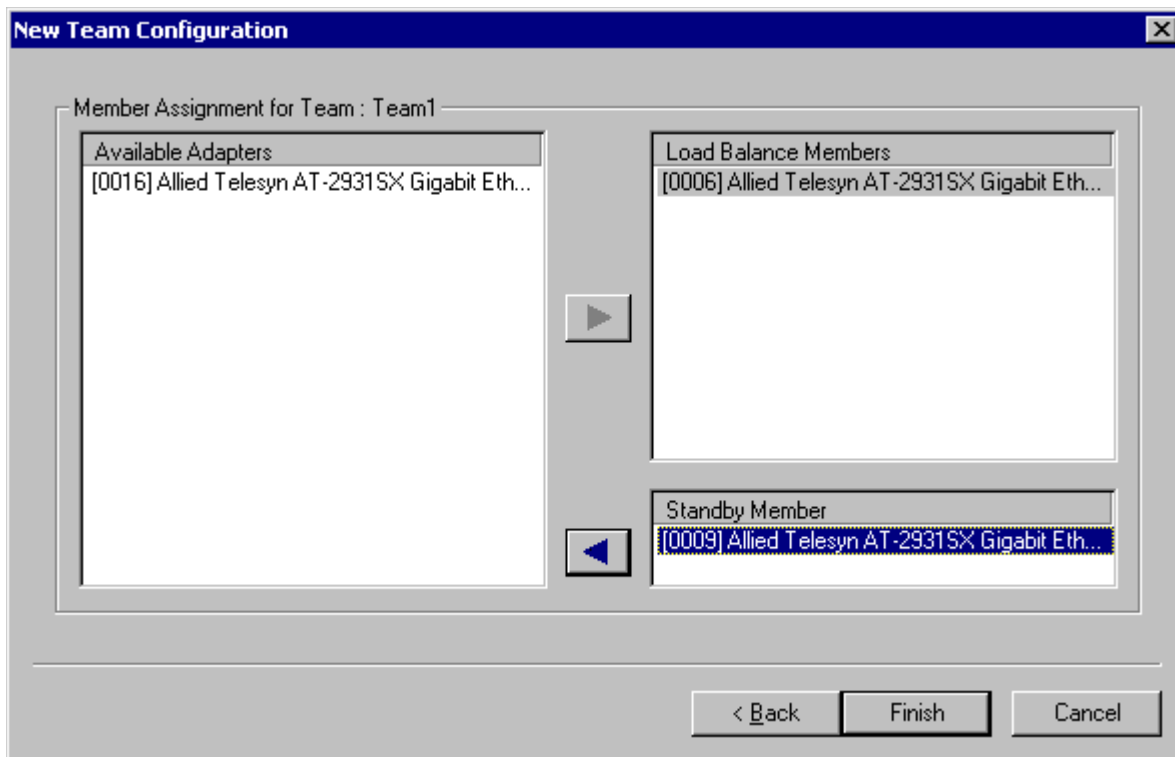 New Team Configuration
Member Assignment for Team : Team1
Available Adapters
[0016] Allied Telesyn AT-2931SX Gigabit Eth...
Load Balance Members
[0006] Allied Telesyn AT-2931SX Gigabit Eth...
Standby Member
[0009] Allied Telesyn AT-2931SX Gigabit Eth...
< Back
Finish
Cancel